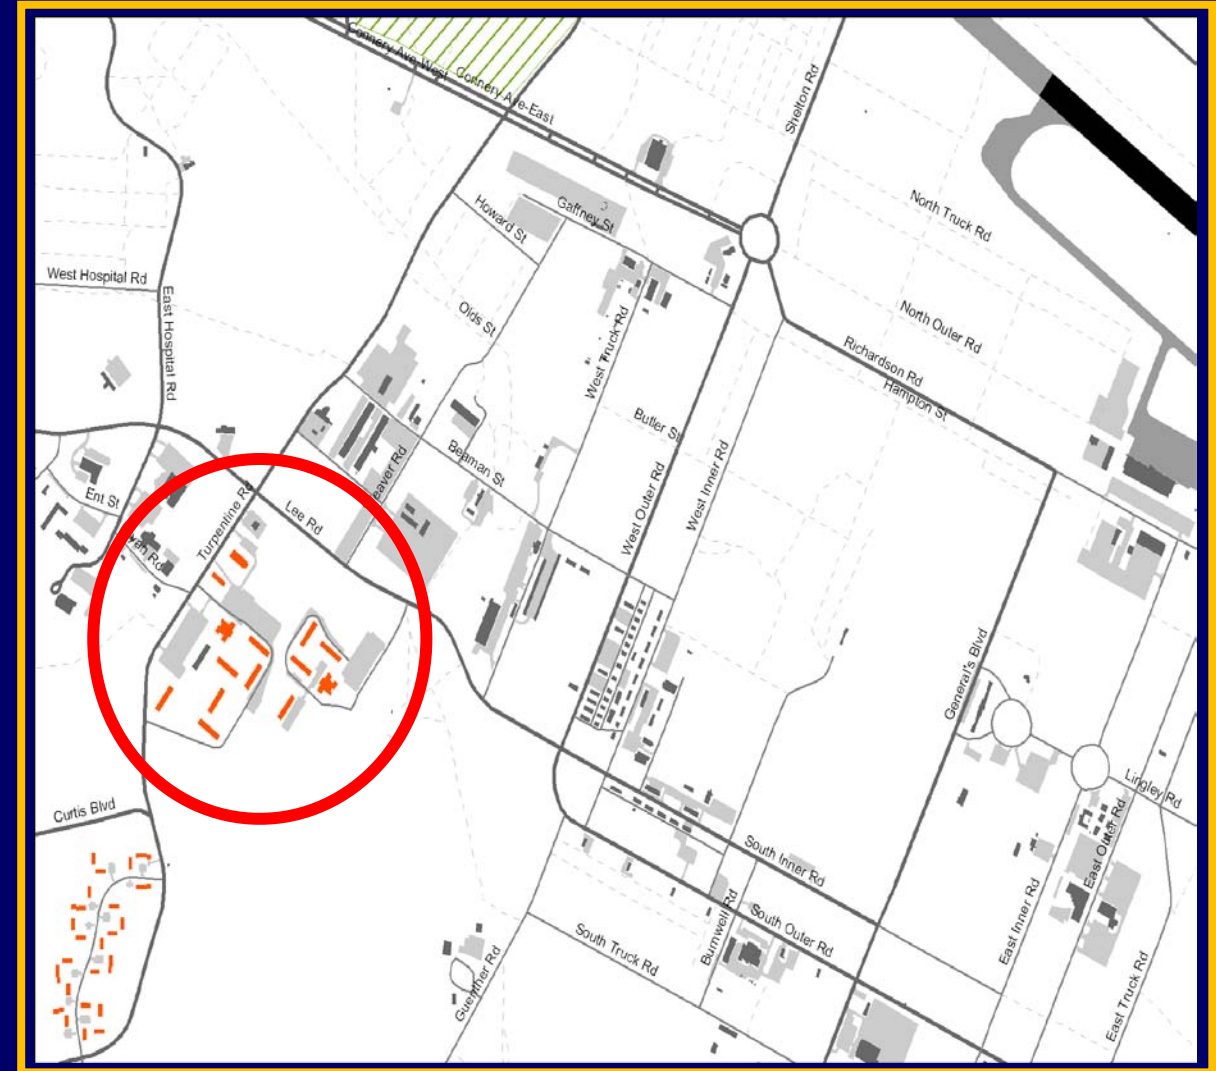 Connery Ave-West
Connery Ave-East
Shelton Rd
Howard St
Gaffney St
North Truck Rd
West Hospital Rd
East Hospital Rd
Olds St
West Truck Rd
North Outer Rd
Richardson Rd
Hampton St
Butler St
Beaman St
eaver Rd
West Outer Rd
West Inner Rd
Ent St
Turpentine Rd
Lee Rd
yan Rd
General's Blvd
Curtis Blvd
Lingley Rd
East Outer Rd
South Inner Rd
South Outer Rd
Burnwell Rd
East Inner Rd
South Truck Rd
Guenther Rd
East Truck Rd